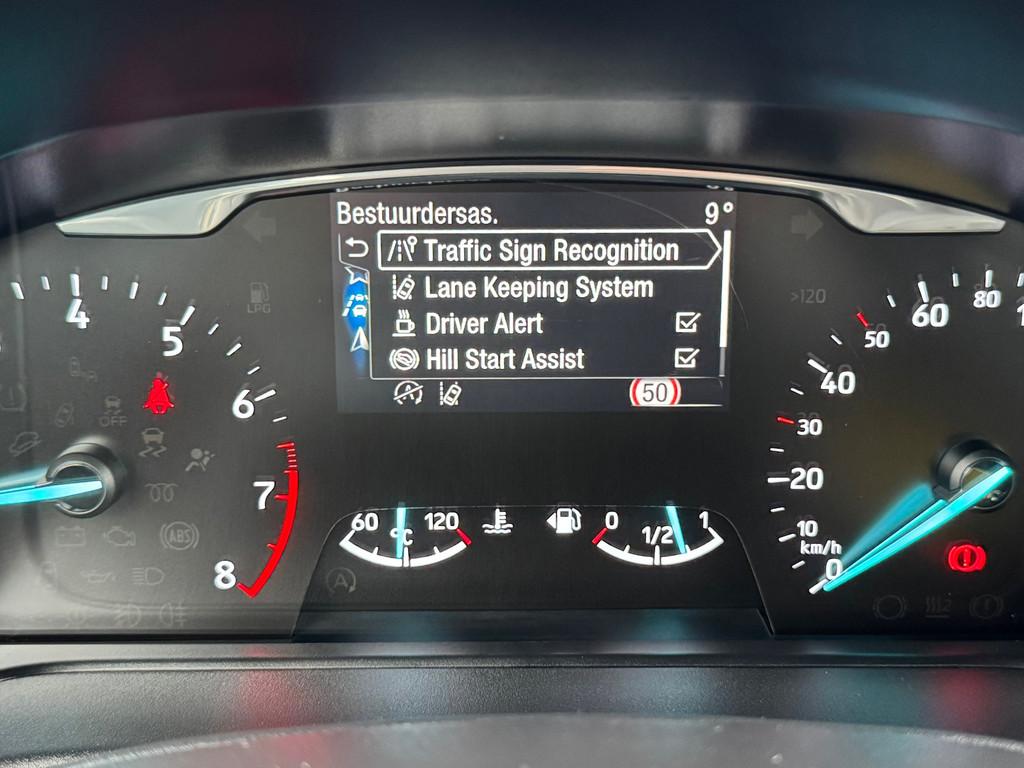 Bestuurdersas. 9°
Traffic Sign Recognition
Lane Keeping System
Driver Alert
Hill Start Assist
A 50
4
5
6
7
8
LPG
OFF
ABS
60 120
°C
0 1/2 1
A
>120
0
10
20
30
40
50
60
80
km/h